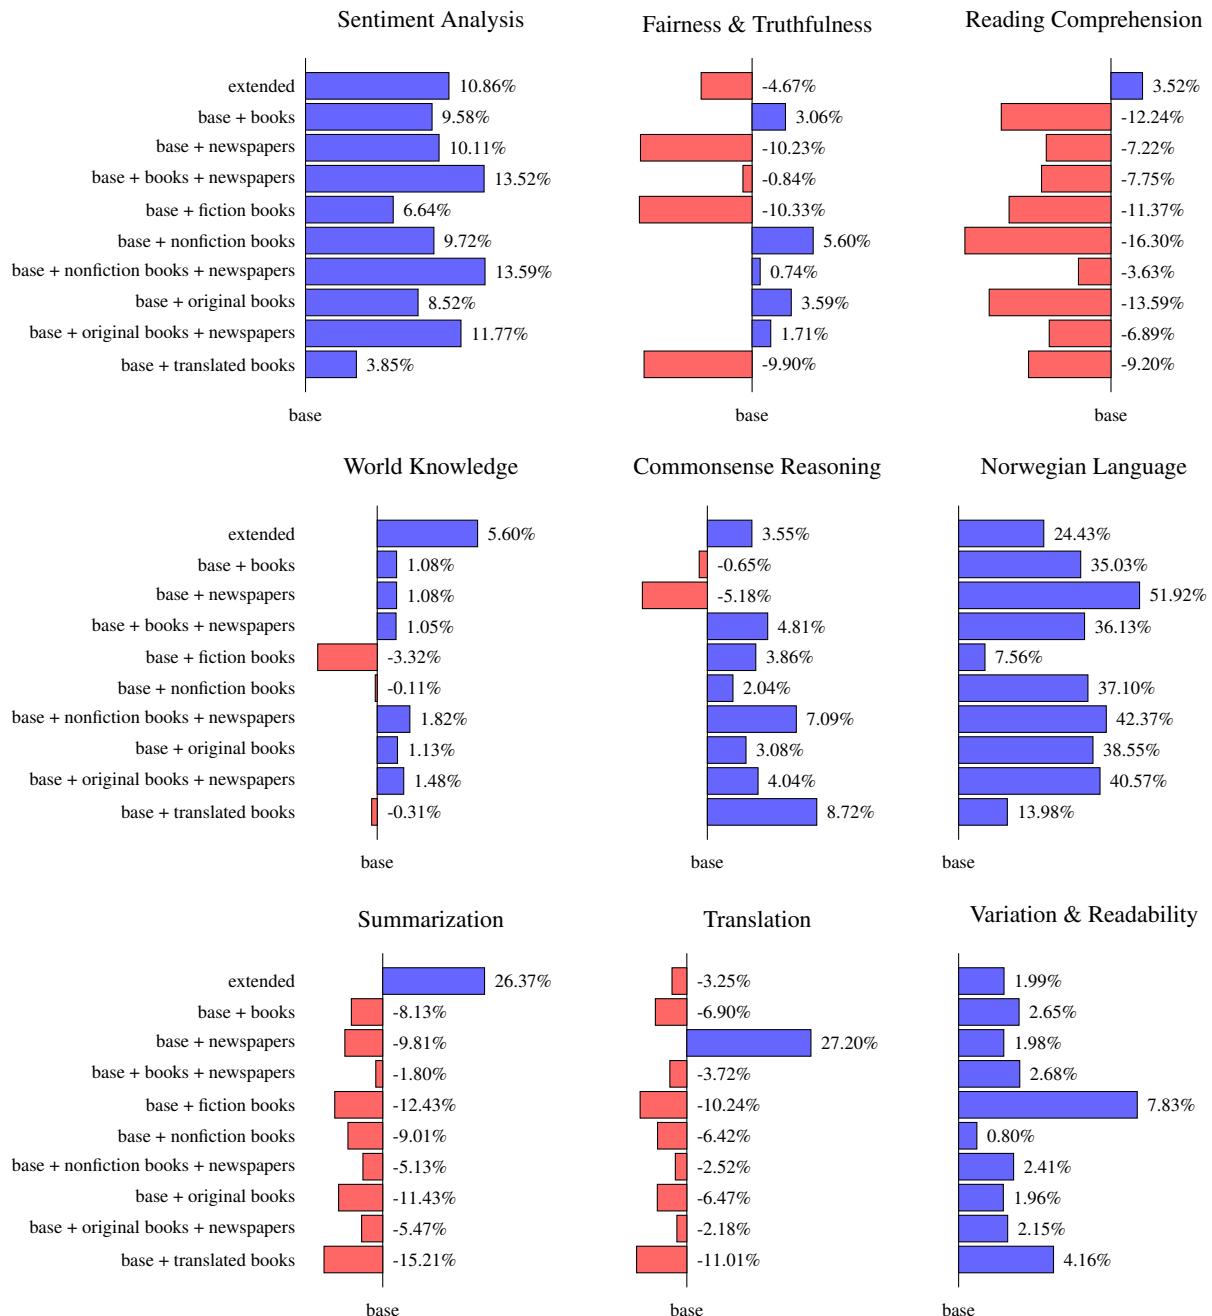 Sentiment Analysis
Fairness & Truthfulness
Reading Comprehension
extended 10.86% -4.67% 3.52%
base + books 9.58% 3.06% -12.24%
base + newspapers 10.11% -10.23% -7.22%
base + books + newspapers 13.52% -0.84% -7.75%
base + fiction books 6.64% -10.33% -11.37%
base + nonfiction books 9.72% 5.60% -16.30%
base + nonfiction books + newspapers 13.59% 0.74% -3.63%
base + original books 8.52% 3.59% -13.59%
base + original books + newspapers 11.77% 1.71% -6.89%
base + translated books 3.85% -9.90% -9.20%
base base base
World Knowledge
Commonsense Reasoning
Norwegian Language
extended 5.60% 3.55% 24.43%
base + books 1.08% -0.65% 35.03%
base + newspapers 1.08% -5.18% 51.92%
base + books + newspapers 1.05% 4.81% 36.13%
base + fiction books -3.32% 3.86% 7.56%
base + nonfiction books -0.11% 2.04% 37.10%
base + nonfiction books + newspapers 1.82% 7.09% 42.37%
base + original books 1.13% 3.08% 38.55%
base + original books + newspapers 1.48% 4.04% 40.57%
base + translated books -0.31% 8.72% 13.98%
base base base
Summarization
Translation
Variation & Readability
extended 26.37% -3.25% 1.99%
base + books -8.13% -6.90% 2.65%
base + newspapers -9.81% 27.20% 1.98%
base + books + newspapers -1.80% -3.72% 2.68%
base + fiction books -12.43% -10.24% 7.83%
base + nonfiction books -9.01% -6.42% 0.80%
base + nonfiction books + newspapers -5.13% -2.52% 2.41%
base + original books -11.43% -6.47% 1.96%
base + original books + newspapers -5.47% -2.18% 2.15%
base + translated books -15.21% -11.01% 4.16%
base base base